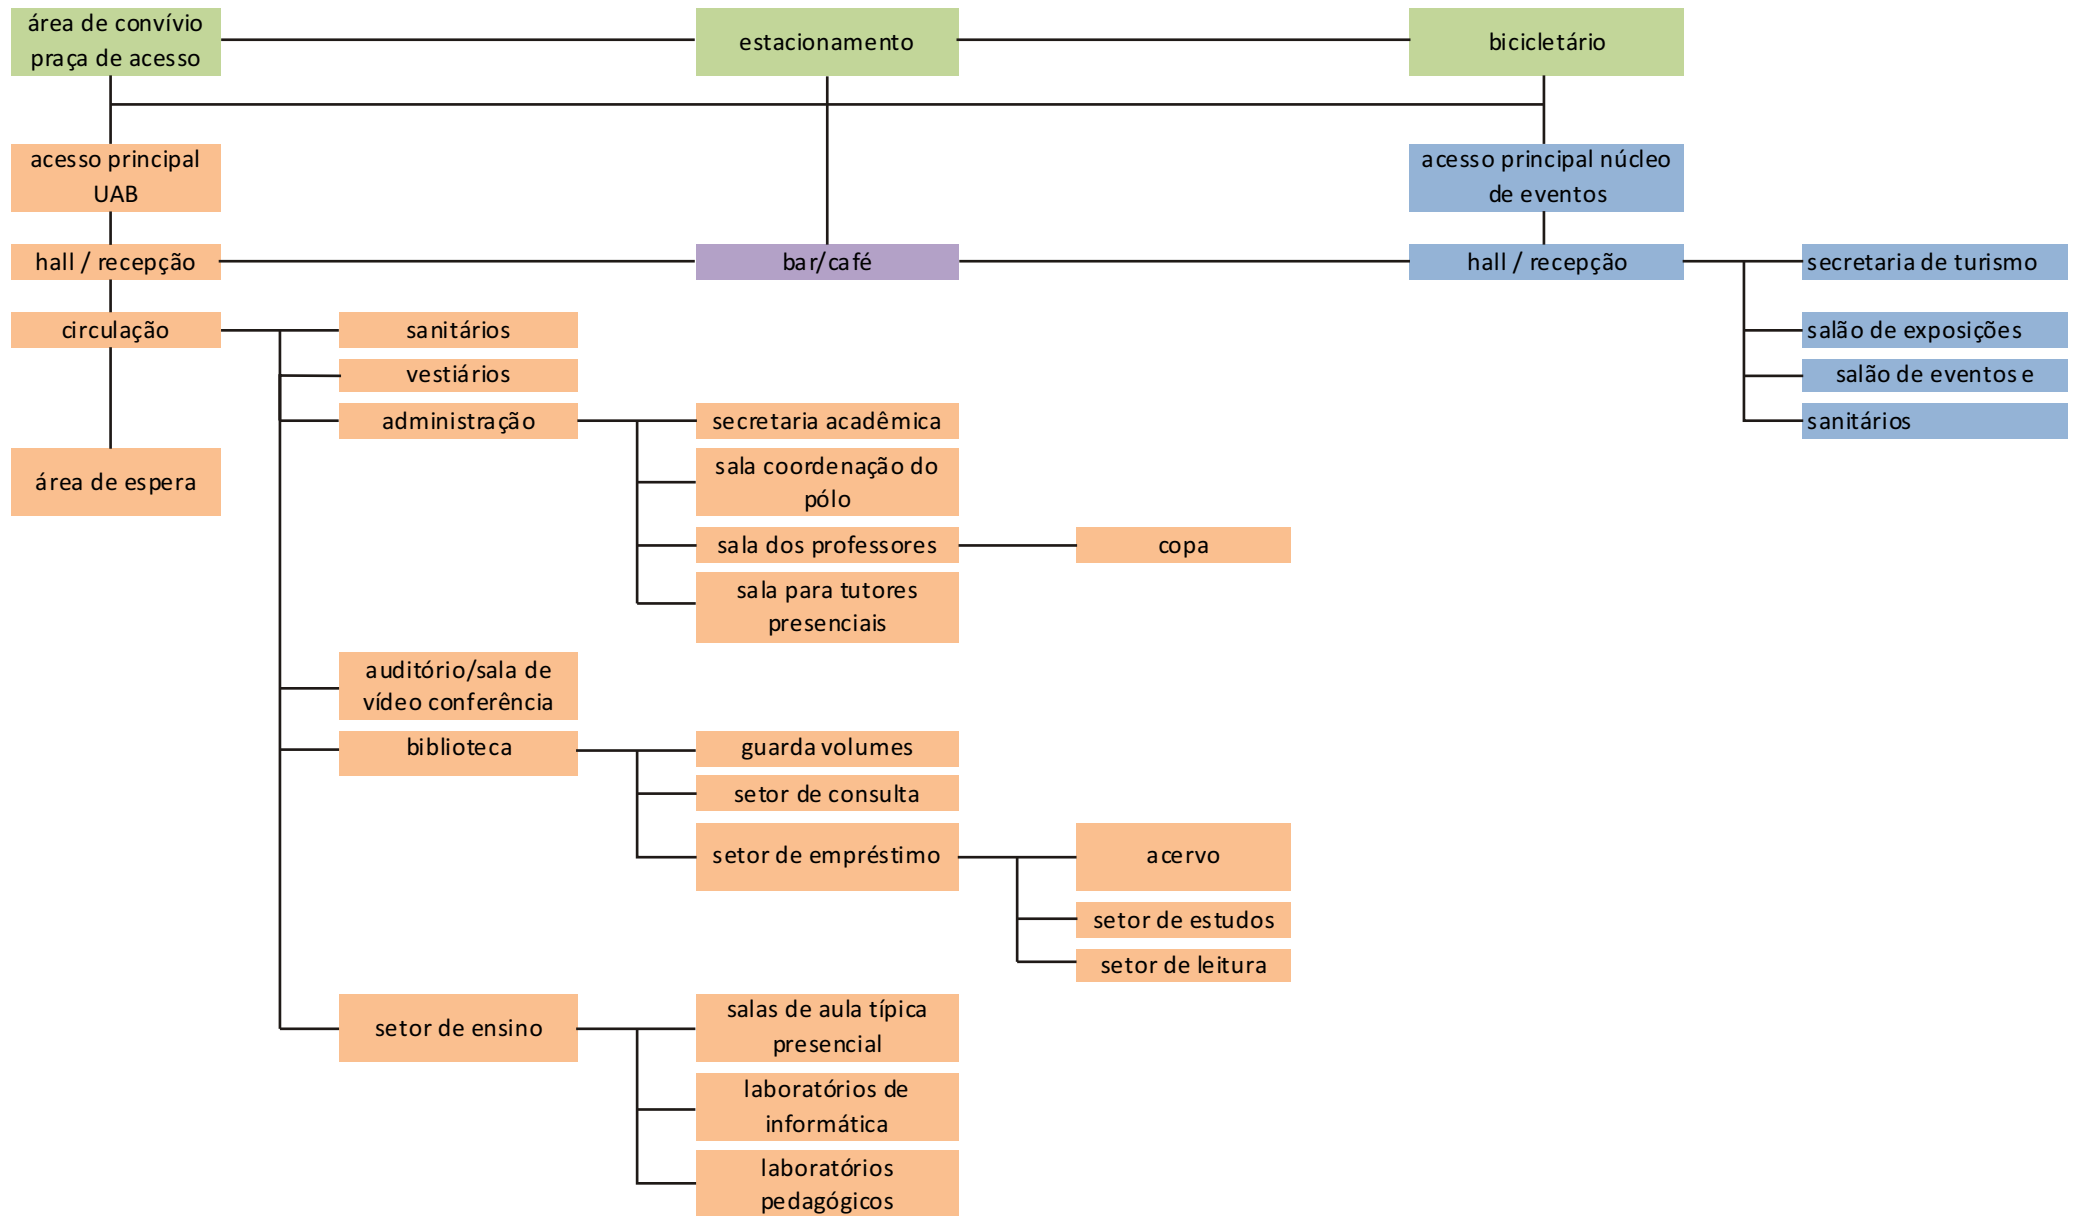 área de convívio
praça de acesso
estacionamento
bicicletário
acesso principal
UAB
acesso principal núcleo
de eventos
hall / recepção
bar/café
hall / recepção
secretaria de turismo
circulação
sanitários
salão de exposições
vestiários
salão de eventos e
administração
secretaria acadêmica
sanitários
área de espera
sala coordenação do
pólo
sala dos professores
copa
sala para tutores
presenciais
auditório/sala de
vídeo conferência
biblioteca
guarda volumes
setor de consulta
setor de empréstimo
acervo
setor de estudos
setor de leitura
setor de ensino
salas de aula típica
presencial
laboratórios de
informática
laboratórios
pedagógicos